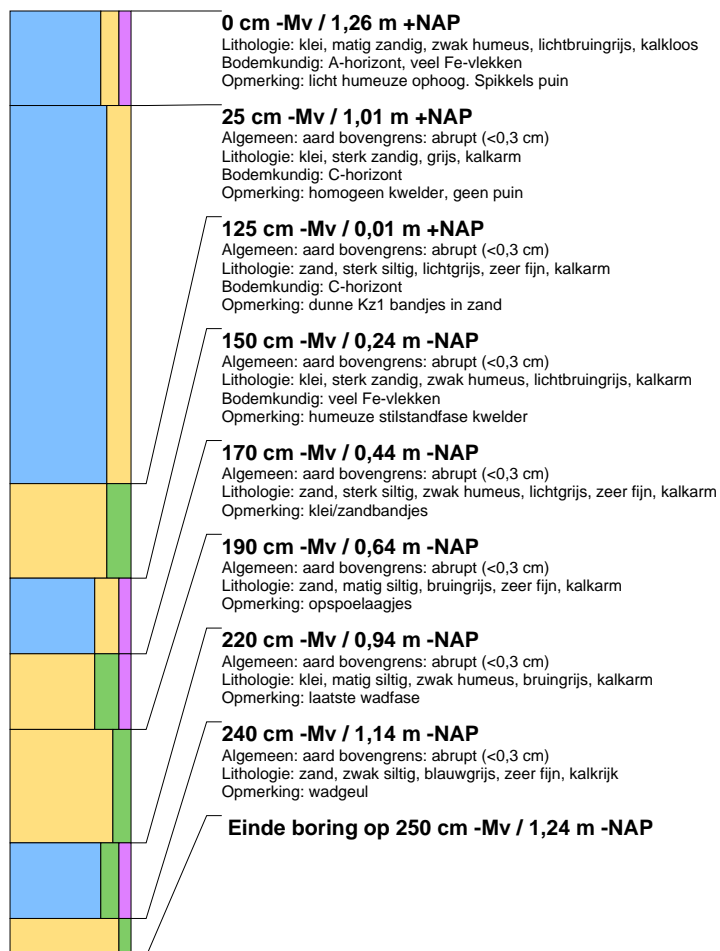 0 cm -Mv / 1,26 m +NAP
Lithologie: klei, matig zandig, zwak humeus, lichtbruingrijs, kalkloos
Bodemkundig: A-horizont, veel Fe-vlekken
Opmerking: licht humeuze ophoog. Spikkels puin
25 cm -Mv / 1,01 m +NAP
Algemeen: aard bovengrens: abrupt (<0,3 cm)
Lithologie: klei, sterk zandig, grijs, kalkarm
Bodemkundig: C-horizont
Opmerking: homogeen kwelder, geen puin
125 cm -Mv / 0,01 m +NAP
Algemeen: aard bovengrens: abrupt (<0,3 cm)
Lithologie: zand, sterk siltig, lichtgrijs, zeer fijn, kalkarm
Bodemkundig: C-horizont
Opmerking: dunne Kz1 bandjes in zand
150 cm -Mv / 0,24 m -NAP
Algemeen: aard bovengrens: abrupt (<0,3 cm)
Lithologie: klei, sterk zandig, zwak humeus, lichtbruingrijs, kalkarm
Bodemkundig: veel Fe-vlekken
Opmerking: humeuze stilstandfase kwelder
170 cm -Mv / 0,44 m -NAP
Algemeen: aard bovengrens: abrupt (<0,3 cm)
Lithologie: zand, sterk siltig, zwak humeus, lichtgrijs, zeer fijn, kalkarm
Opmerking: klei/zandbandjes
190 cm -Mv / 0,64 m -NAP
Algemeen: aard bovengrens: abrupt (<0,3 cm)
Lithologie: zand, matig siltig, bruingrijs, zeer fijn, kalkarm
Opmerking: opspoelaagjes
220 cm -Mv / 0,94 m -NAP
Algemeen: aard bovengrens: abrupt (<0,3 cm)
Lithologie: klei, matig siltig, zwak humeus, bruingrijs, kalkarm
Opmerking: laatste wadfase
240 cm -Mv / 1,14 m -NAP
Algemeen: aard bovengrens: abrupt (<0,3 cm)
Lithologie: zand, zwak siltig, blauwgrijs, zeer fijn, kalkrijk
Opmerking: wadgeul
Einde boring op 250 cm -Mv / 1,24 m -NAP